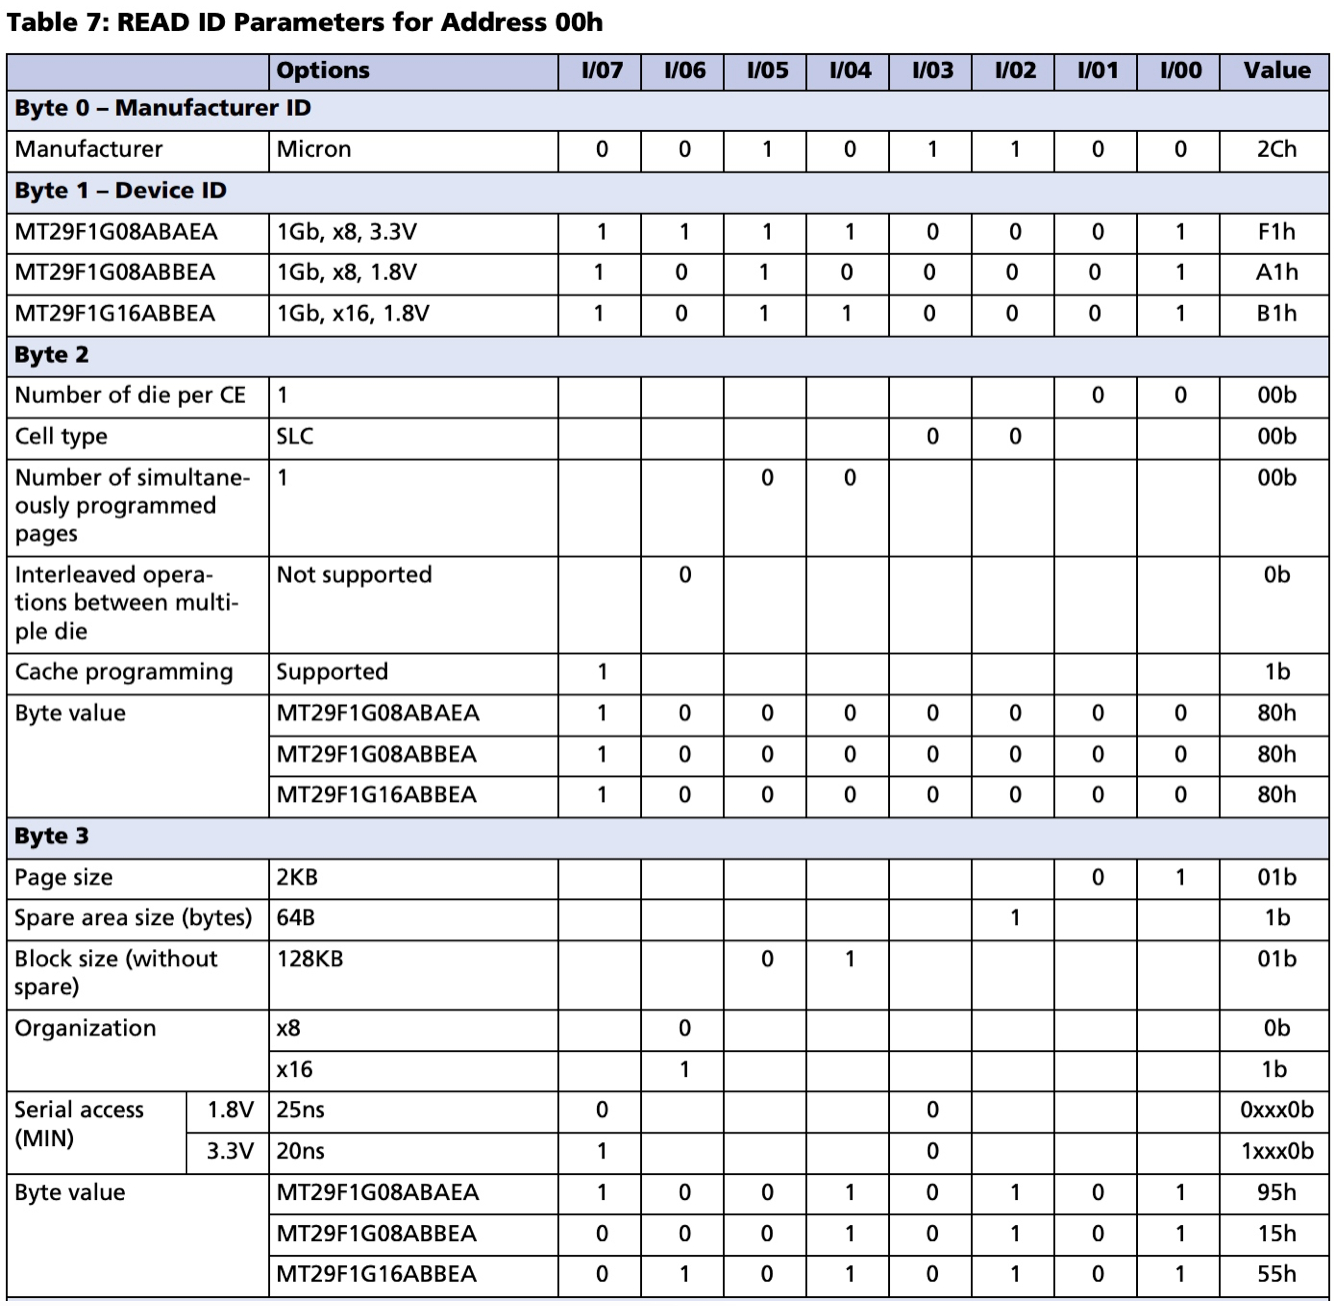 Table 7: READ ID Parameters for Address 00h
Options I/07 I/06 I/05 I/04 I/03 I/02 I/01 I/00 Value
Byte 0 – Manufacturer ID
Manufacturer Micron 0 0 1 0 1 1 0 0 2Ch
Byte 1 – Device ID
MT29F1G08ABAEA 1Gb, x8, 3.3V 1 1 1 1 0 0 0 1 F1h
MT29F1G08ABBEA 1Gb, x8, 1.8V 1 0 1 0 0 0 0 1 A1h
MT29F1G16ABBEA 1Gb, x16, 1.8V 1 0 1 1 0 0 0 1 B1h
Byte 2
Number of die per CE 1 0 0 00b
Cell type SLC 0 0 00b
Number of simultane- 1 0 0 00b
ously programmed
pages
Interleaved opera- Not supported 0 0b
tions between multi-
ple die
Cache programming Supported 1 1b
Byte value MT29F1G08ABAEA 1 0 0 0 0 0 0 0 80h
MT29F1G08ABBEA 1 0 0 0 0 0 0 0 80h
MT29F1G16ABBEA 1 0 0 0 0 0 0 0 80h
Byte 3
Page size 2KB 0 1 01b
Spare area size (bytes) 64B 1 1b
Block size (without 128KB 0 1 01b
spare)
Organization x8 0 0b
x16 1 1b
Serial access 1.8V 25ns 0 0 0xxx0b
(MIN) 3.3V 20ns 1 0 1xxx0b
Byte value MT29F1G08ABAEA 1 0 0 1 0 1 0 1 95h
MT29F1G08ABBEA 0 0 0 1 0 1 0 1 15h
MT29F1G16ABBEA 0 1 0 1 0 1 0 1 55h